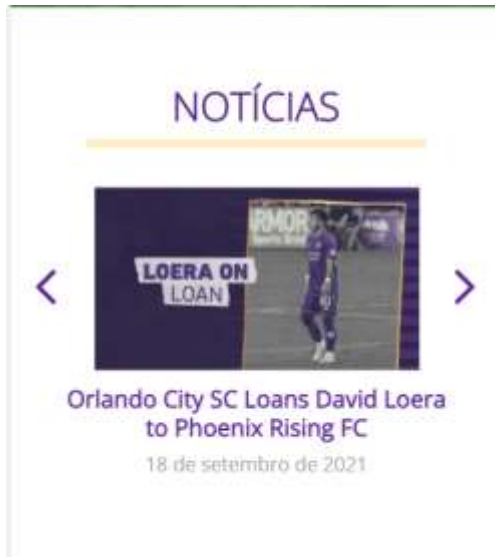 NOTÍCIAS
ARMOR
LOERA ON
LOAN
Orlando City SC Loans David Loera
to Phoenix Rising FC
18 de setembro de 2021